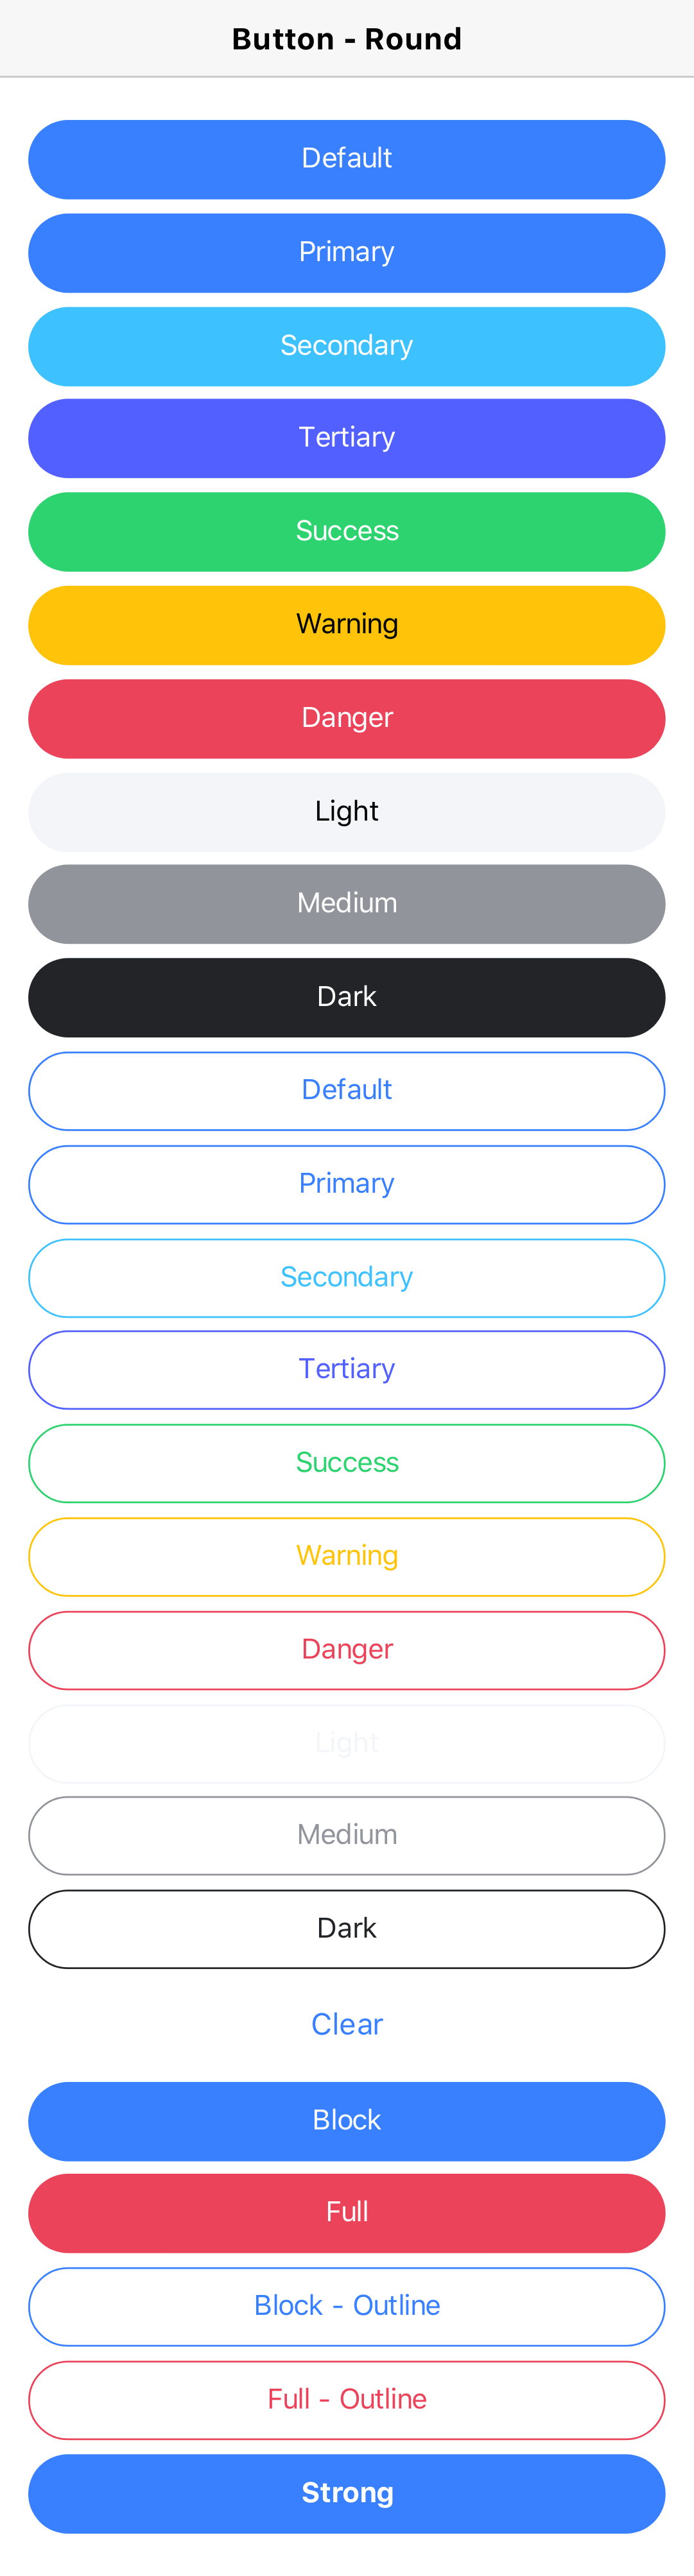 Button - Round
Default
Primary
Secondary
Tertiary
Success
Warning
Danger
Light
Medium
Dark
Default
Primary
Secondary
Tertiary
Success
Warning
Danger
Light
Medium
Dark
Clear
Block
Full
Block - Outline
Full - Outline
Strong